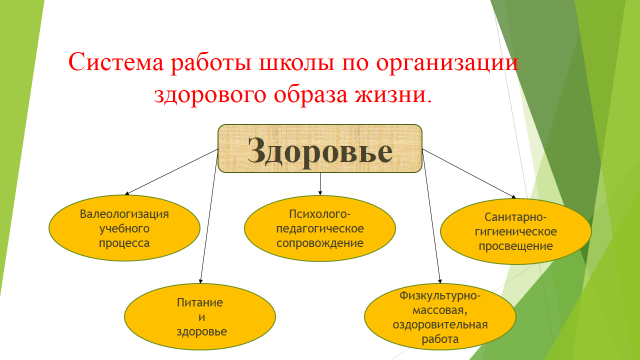 Система работы школы по организации
здорового образа жизни.
Здоровье
Валеологизация
учебного
процесса
Психолого-
педагогическое
сопровождение
Санитарно-
гигиеническое
просвещение
Питание
и
здоровье
Физкультурно-
массовая,
оздоровительная
работа